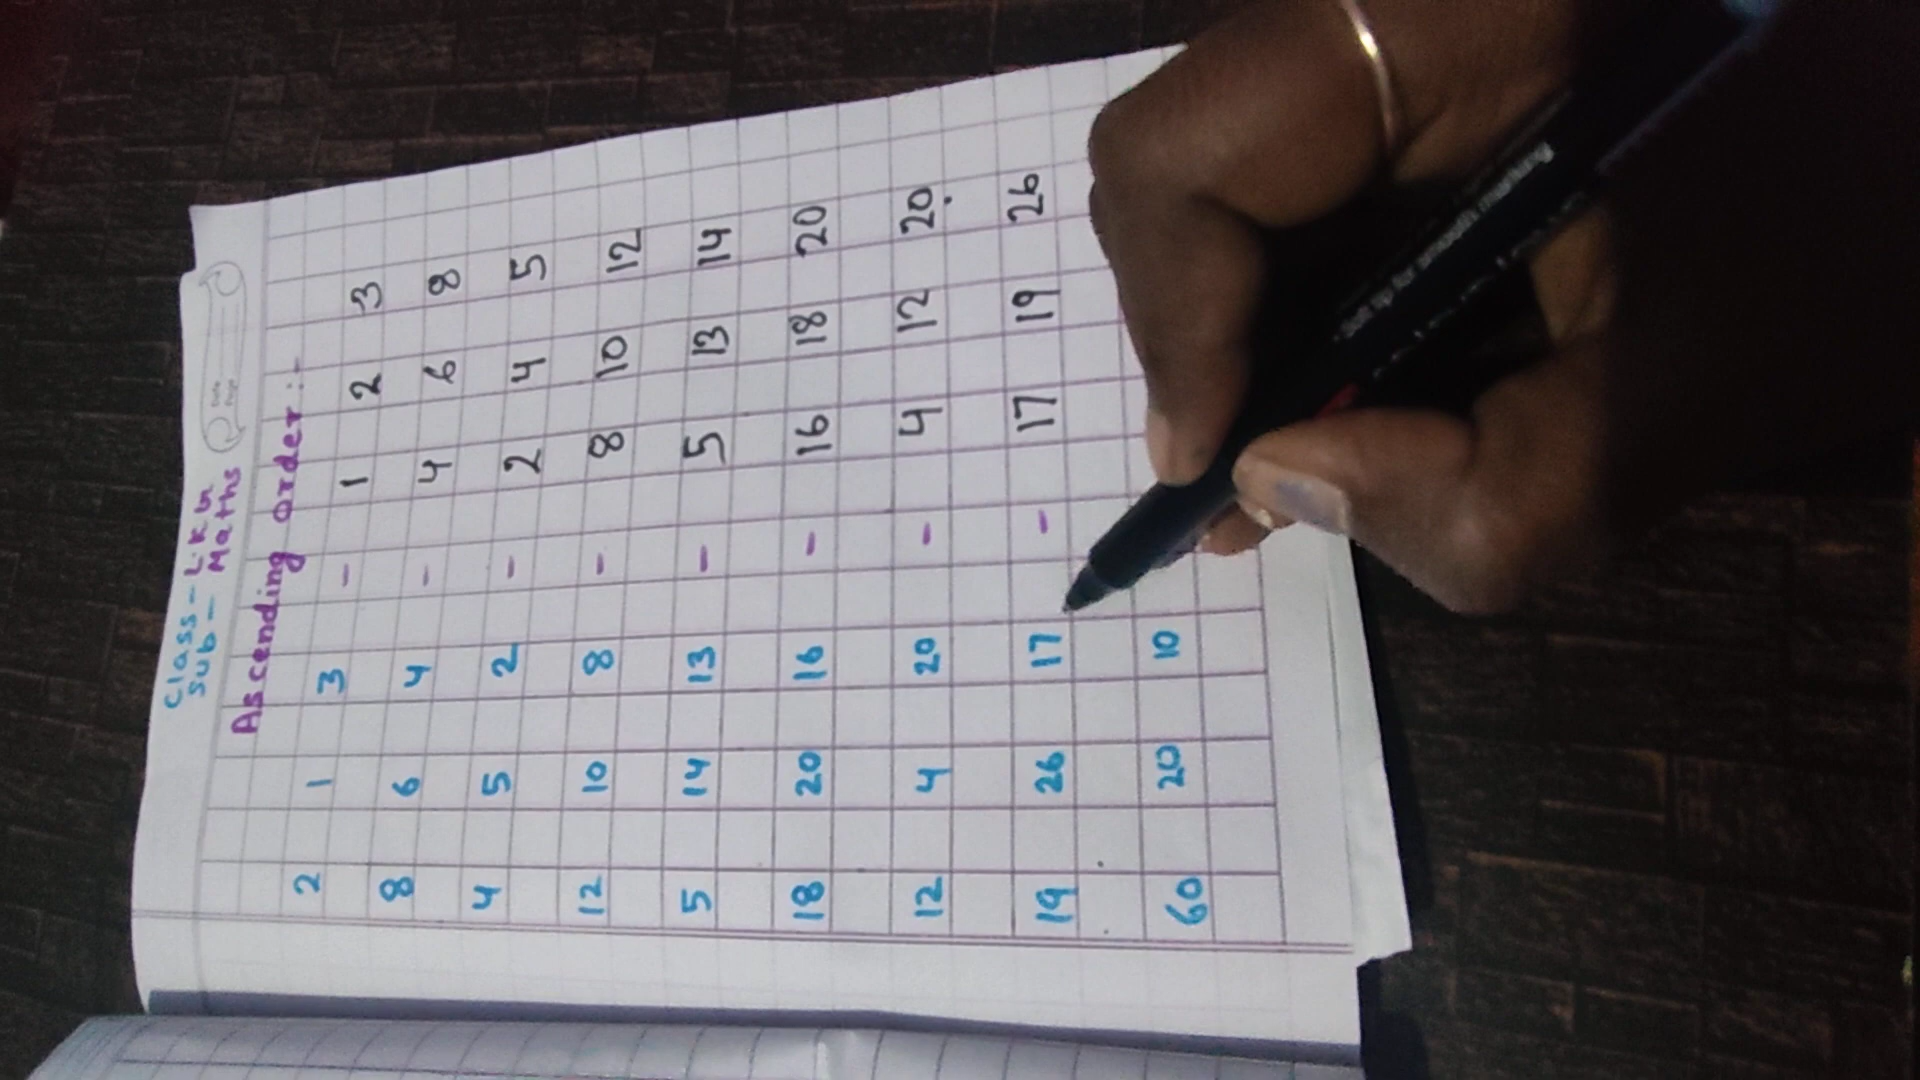 Class - L.K.G
Sub - Maths
Ascending order :-
2 1 3 - 1 2 3
8 6 4 - 4 6 8
4 5 2 - 2 4 5
12 10 8 - 8 10 12
5 14 13 - 5 13 14
18 20 16 - 16 18 20
12 4 20 - 4 12 20
19 26 17 - 17 19 26
60 20 10